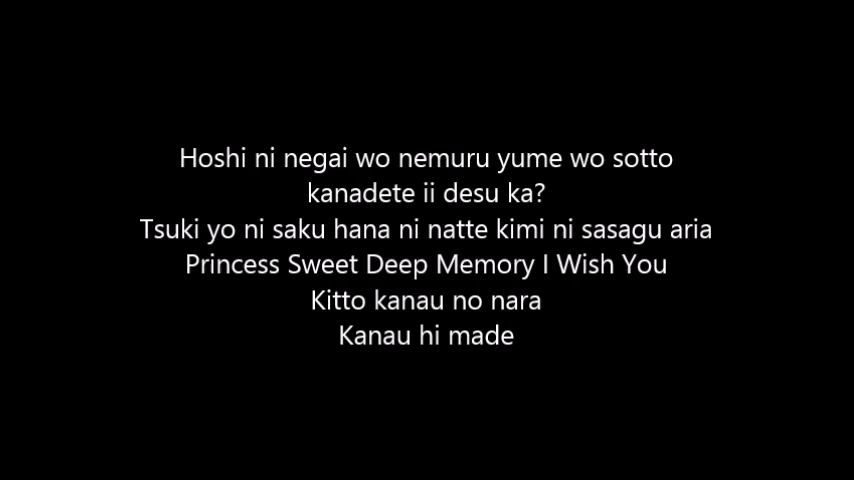 Hoshi ni negai wo nemuru yume wo sotto
kanadete ii desu ka?
Tsuki yo ni saku hana ni natte kimi ni sasagu aria
Princess Sweet Deep Memory I Wish You
Kitto kanau no nara
Kanau hi made